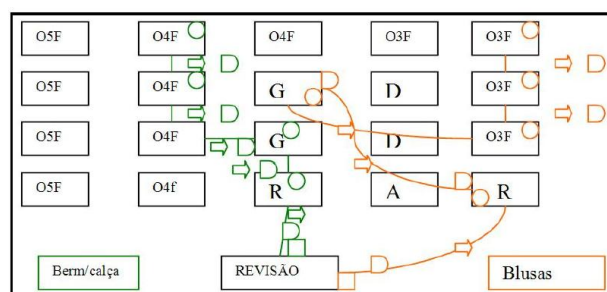 O5F O4F O4F O3F O3F
O5F O4F G D O3F
O5F O4F G D O3F
O5F O4f R A R
Berm/calça REVISÃO Blusas